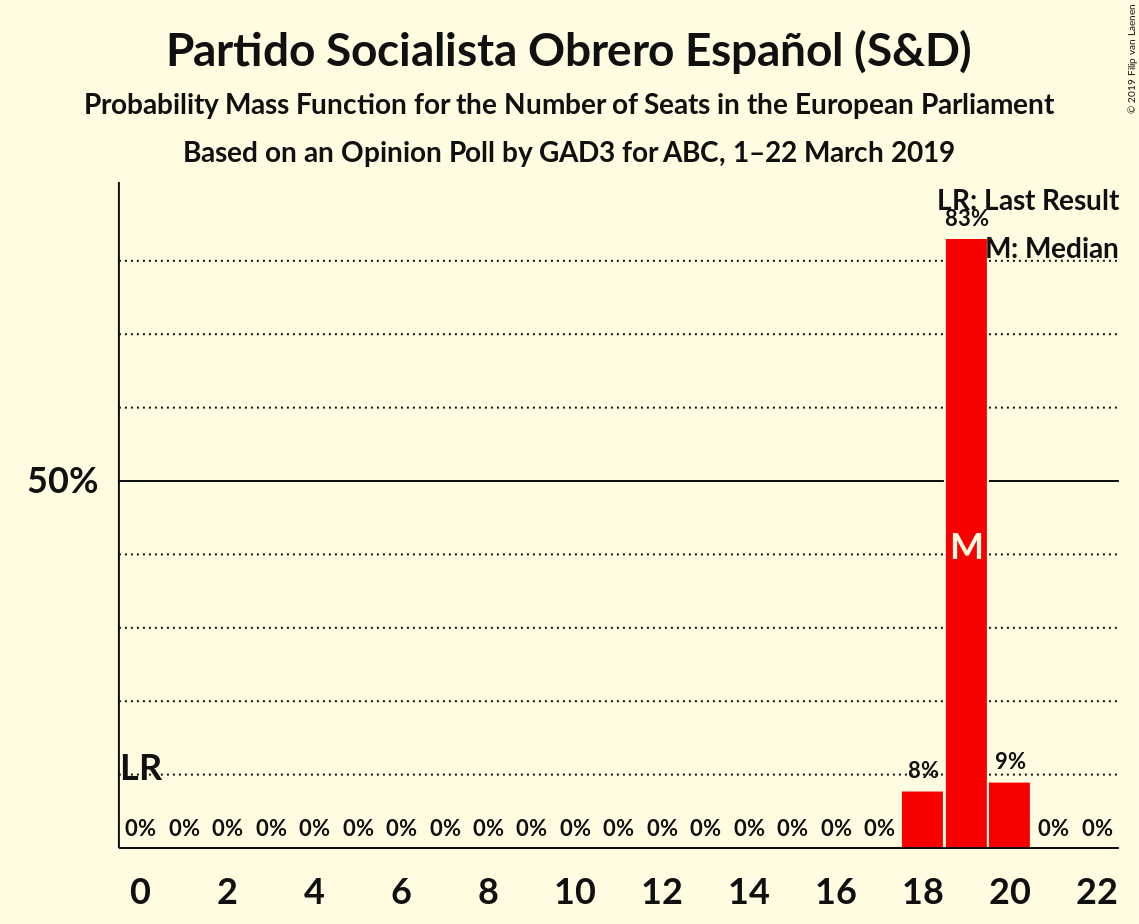 Partido Socialista Obrero Español (S&D)
Probability Mass Function for the Number of Seats in the European Parliament
Based on an Opinion Poll by GAD3 for ABC, 1–22 March 2019
© 2019 Filip van Laenen
LR: Last Result
83%
M: Median
50%
M
LR
8%
9%
0% 0% 0% 0% 0% 0% 0% 0% 0% 0% 0% 0% 0% 0% 0% 0% 0% 0% 0% 0%
0 2 4 6 8 10 12 14 16 18 20 22